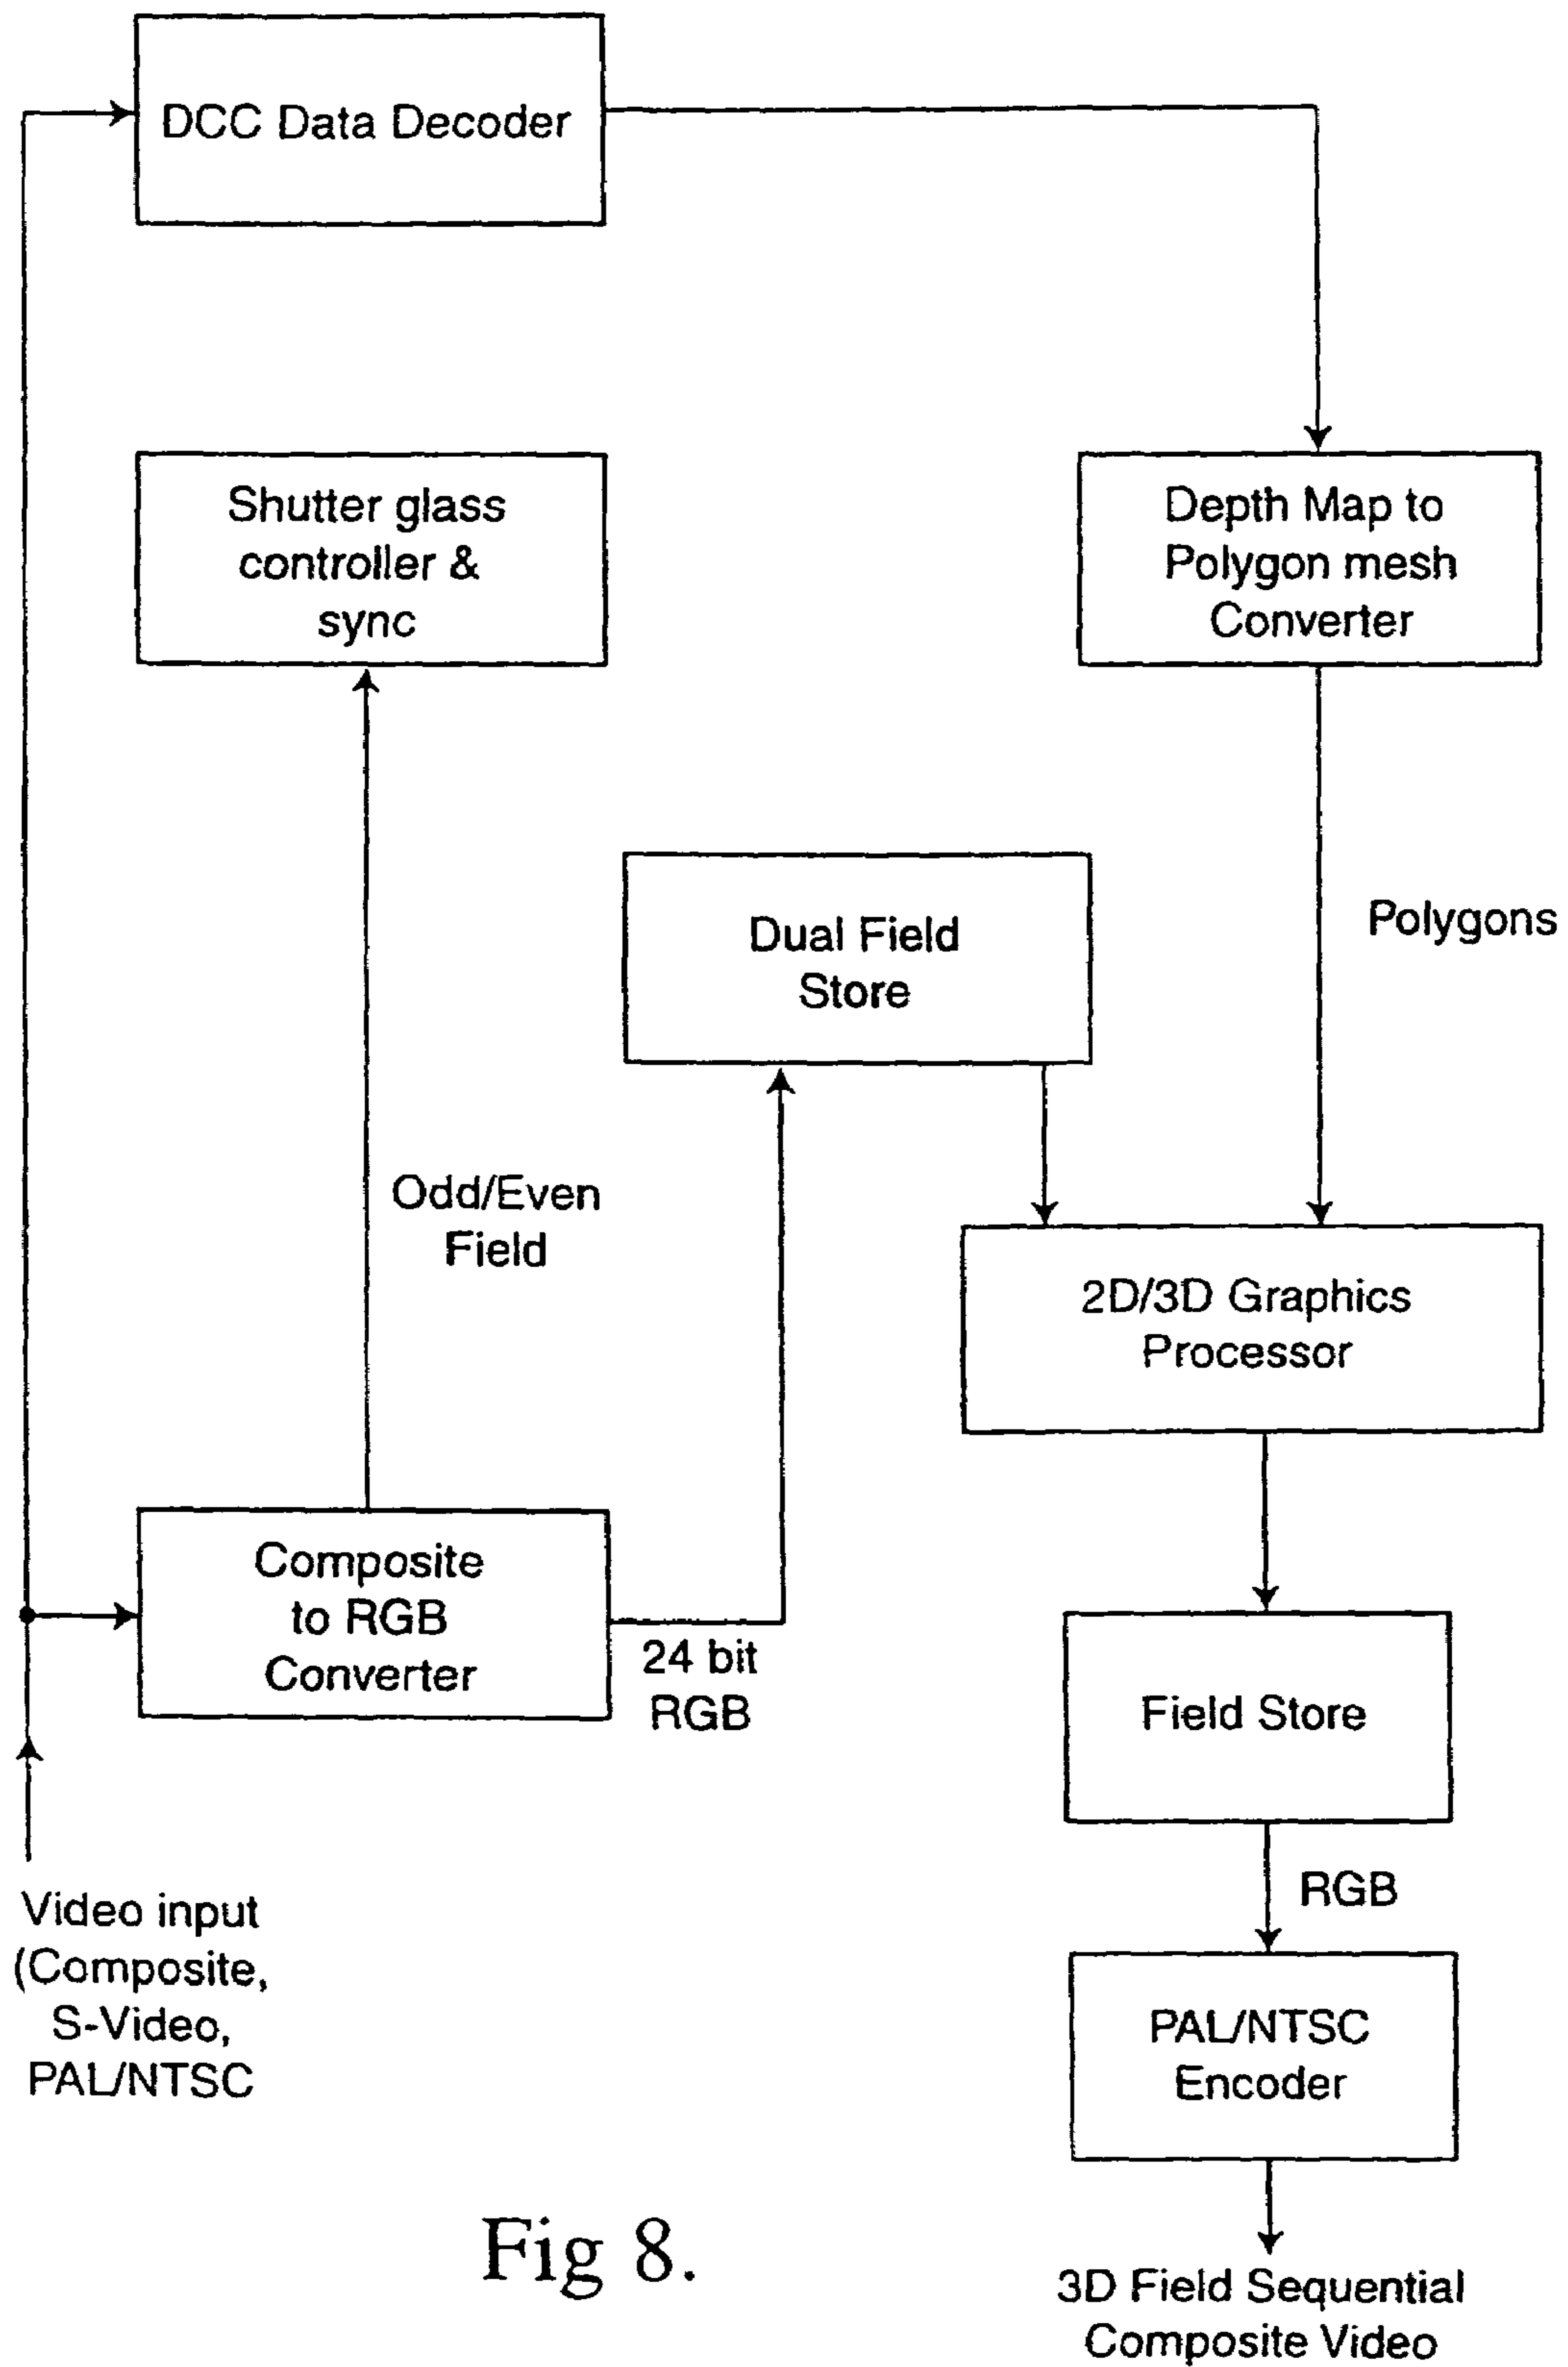 DCC Data Decoder
Shutter glass
controller &
sync
Depth Map to
Polygon mesh
Converter
Dual Field
Store
Polygons
Odd/Even
Field
2D/3D Graphics
Processor
Composite
to RGB
Converter
24 bit
RGB
Field Store
RGB
Video input
(Composite,
S-Video,
PAL/NTSC
PAL/NTSC
Encoder
3D Field Sequential
Composite Video
Fig 8.